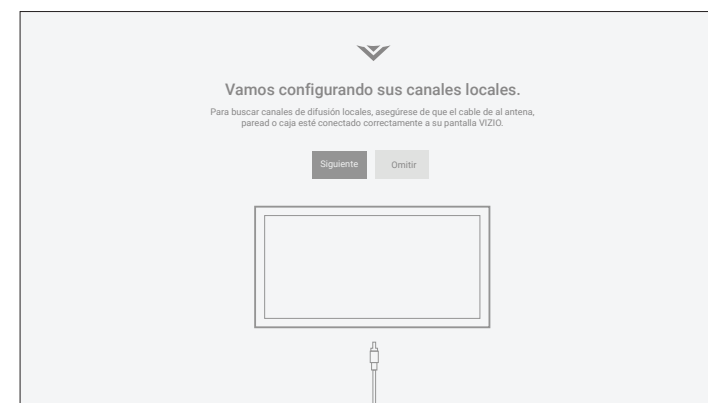 Vamos configurando sus canales locales.
Para buscar canales de difusión locales, asegúrese de que el cable de al antena,
paread o caja esté conectado correctamente a su pantalla VIZIO.
Siguiente
Omitir